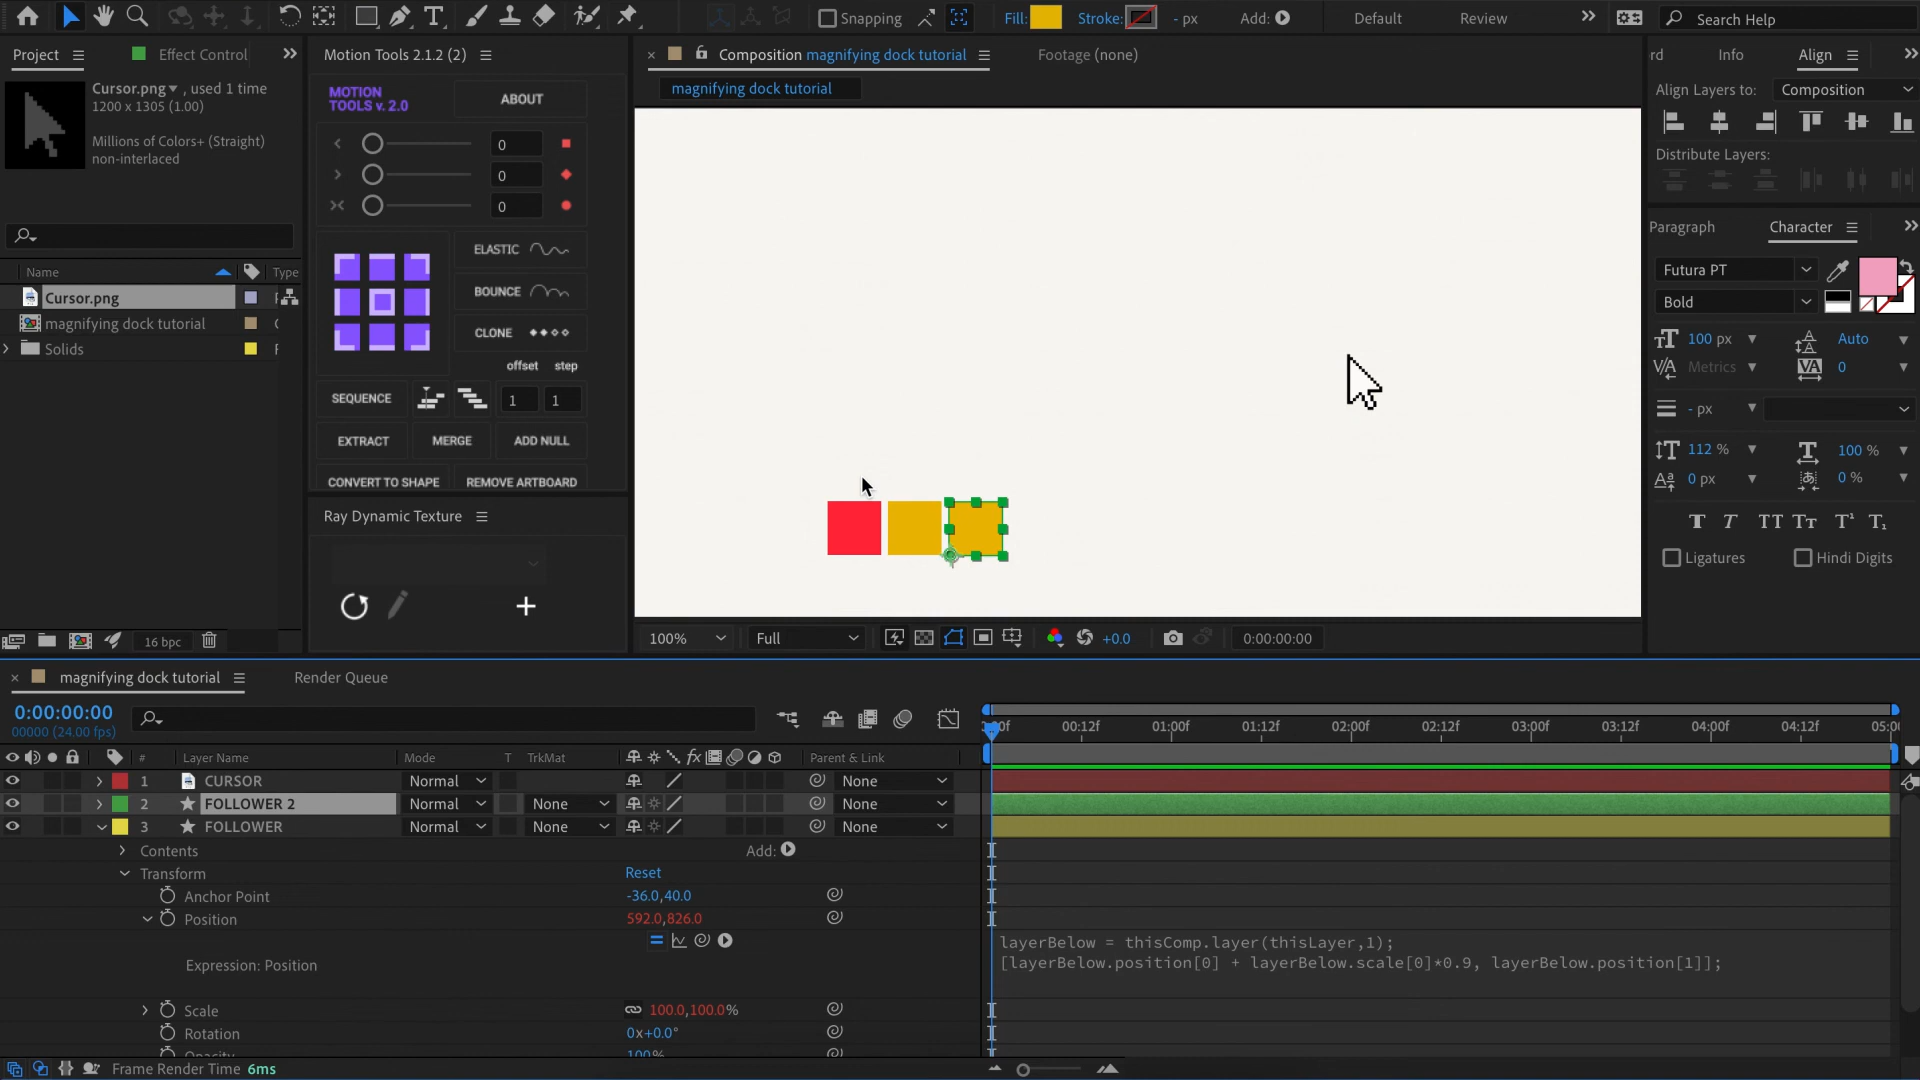 Snapping
Fill:
Stroke:
- px
Add:
Default
Review
Search Help
Project
Effect Control
Cursor.png , used 1 time
1200 x 1305 (1.00)
Millions of Colors+ (Straight)
non-interlaced
Name
Type
Cursor.png
magnifying dock tutorial
Solids
16 bpc
Motion Tools 2.1.2 (2)
MOTION
TOOLS v. 2.0
ABOUT
0
0
0
ELASTIC
BOUNCE
CLONE
offset step
SEQUENCE
1 1
EXTRACT
MERGE
ADD NULL
CONVERT TO SHAPE
REMOVE ARTBOARD
Ray Dynamic Texture
Composition magnifying dock tutorial
Footage (none)
magnifying dock tutorial
100%
Full
+0.0
0:00:00:00
rd
Info
Align
Align Layers to:
Composition
Distribute Layers:
Paragraph
Character
Futura PT
Bold
100 px
Auto
Metrics
0
- px
112 %
100 %
0 px
0 %
Ligatures
Hindi Digits
magnifying dock tutorial
Render Queue
0:00:00:00
00000 (24.00 fps)
00f 00:12f 01:00f 01:12f 02:00f 02:12f 03:00f 03:12f 04:00f 04:12f 05:00
# Layer Name Mode T TrkMat Parent & Link
1 CURSOR Normal None
2 FOLLOWER 2 Normal None None
3 FOLLOWER Normal None None
Contents Add:
Transform Reset
Anchor Point -36.0,40.0
Position 592.0,826.0
Expression: Position
layerBelow = thisComp.layer(thisLayer,1);
[layerBelow.position[0] + layerBelow.scale[0]*0.9, layerBelow.position[1]];
Scale 100.0,100.0%
Rotation 0x+0.0°
Opacity 100%
Frame Render Time 6ms